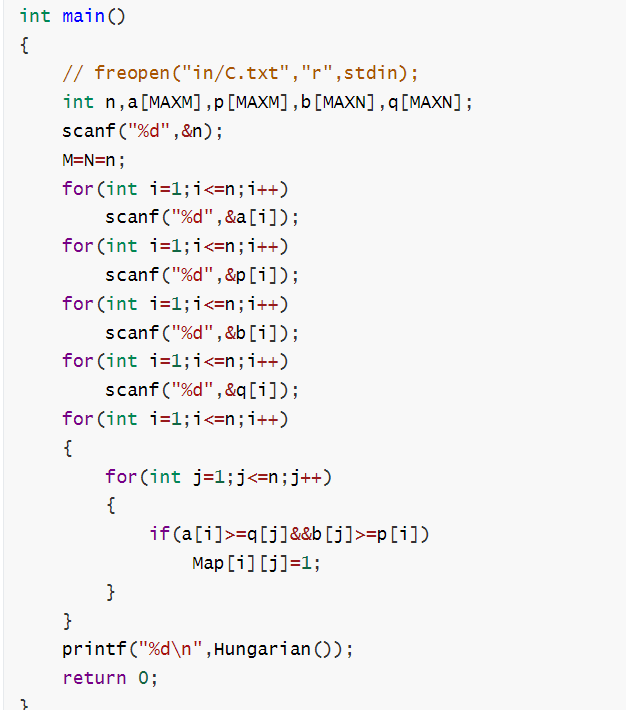 int main()
{
    // freopen("in/C.txt","r",stdin);
    int n,a[MAXM],p[MAXM],b[MAXN],q[MAXN];
    scanf("%d",&n);
    M=N=n;
    for(int i=1;i<=n;i++)
        scanf("%d",&a[i]);
    for(int i=1;i<=n;i++)
        scanf("%d",&p[i]);
    for(int i=1;i<=n;i++)
        scanf("%d",&b[i]);
    for(int i=1;i<=n;i++)
        scanf("%d",&q[i]);
    for(int i=1;i<=n;i++)
    {
        for(int j=1;j<=n;j++)
        {
            if(a[i]>=q[j]&&b[j]>=p[i])
                Map[i][j]=1;
        }
    }
    printf("%d\n",Hungarian());
    return 0;
}